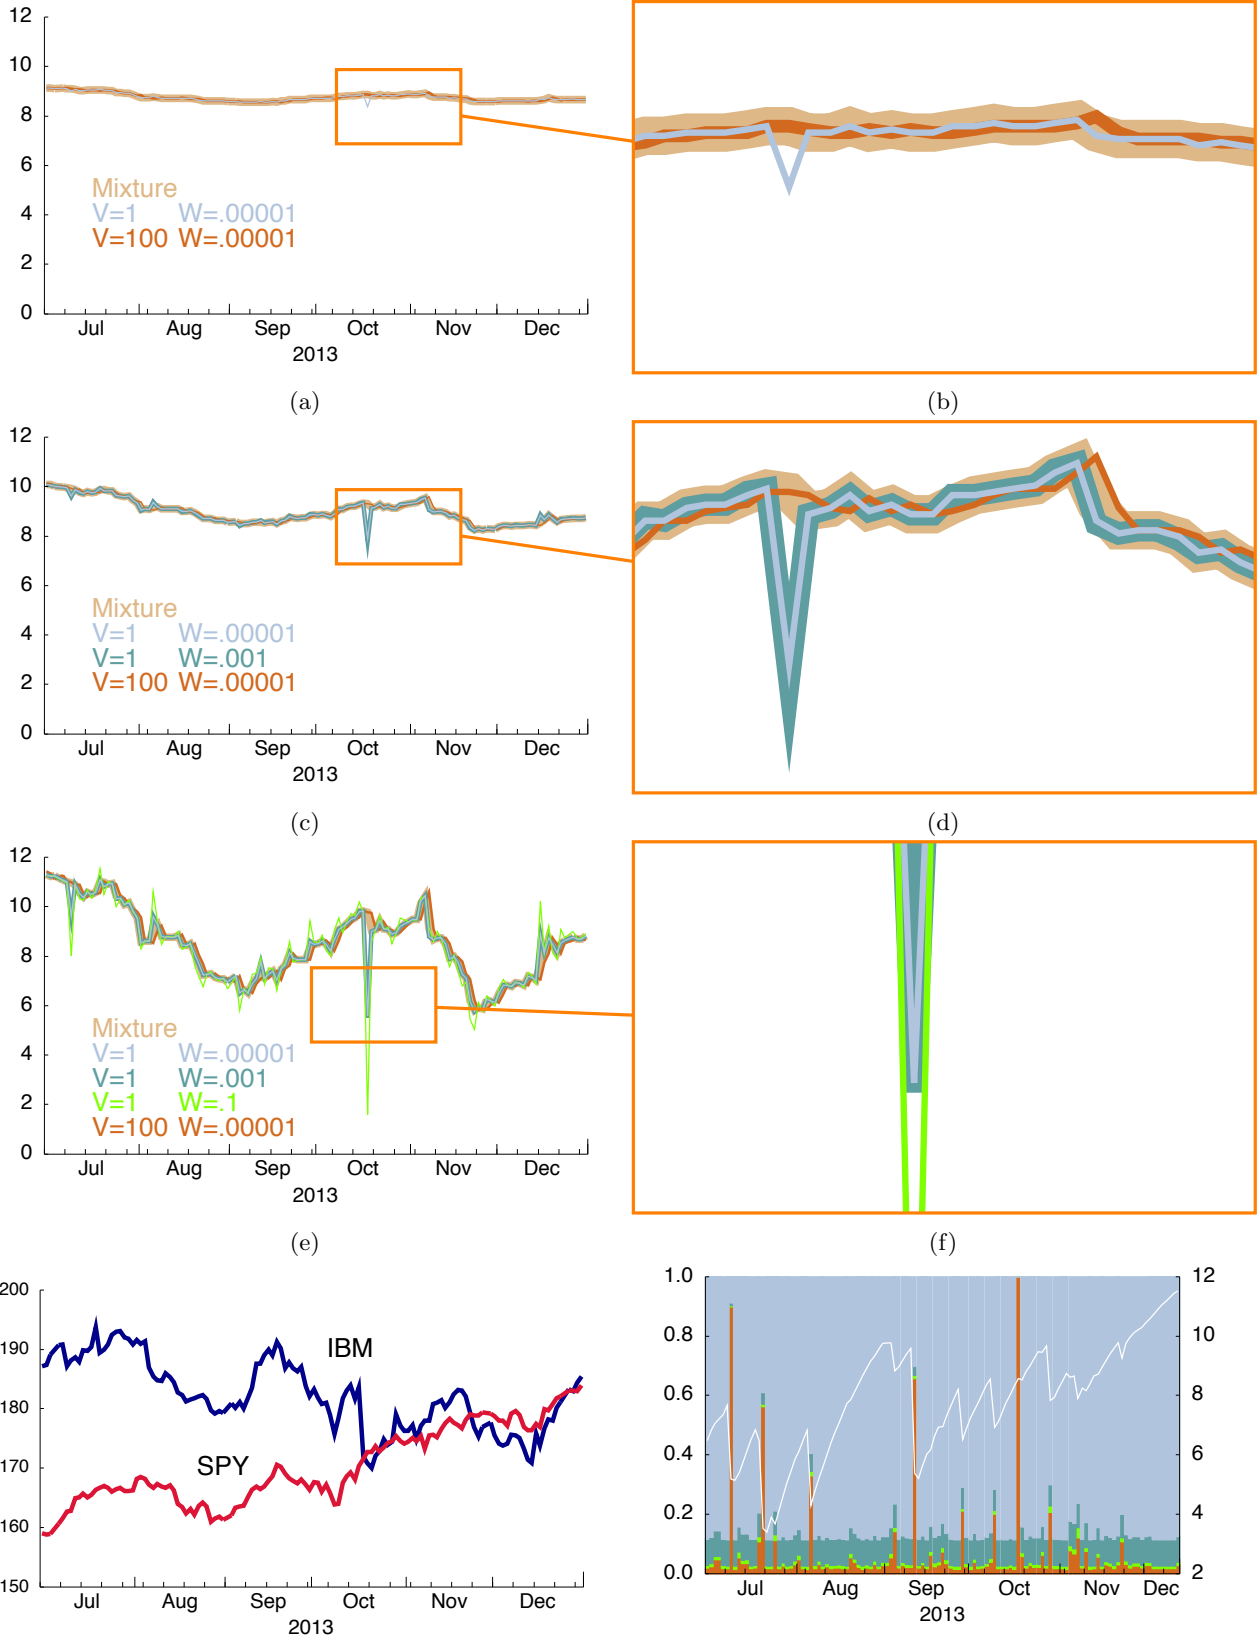 12
10
8
6
4
2
0
Mixture
V=1 W=.00001
V=100 W=.00001
Jul Aug Sep Oct Nov Dec
2013
(a)
(b)
12
10
8
6
4
2
0
Mixture
V=1 W=.00001
V=1 W=.001
V=100 W=.00001
Jul Aug Sep Oct Nov Dec
2013
(c)
(d)
12
10
8
6
4
2
0
Mixture
V=1 W=.00001
V=1 W=.001
V=1 W=.1
V=100 W=.00001
Jul Aug Sep Oct Nov Dec
2013
(e)
(f)
200
190
180
170
160
150
IBM
SPY
Jul Aug Sep Oct Nov Dec
2013
1.0
0.8
0.6
0.4
0.2
0.0
12
10
8
6
4
2
Jul Aug Sep Oct Nov Dec
2013